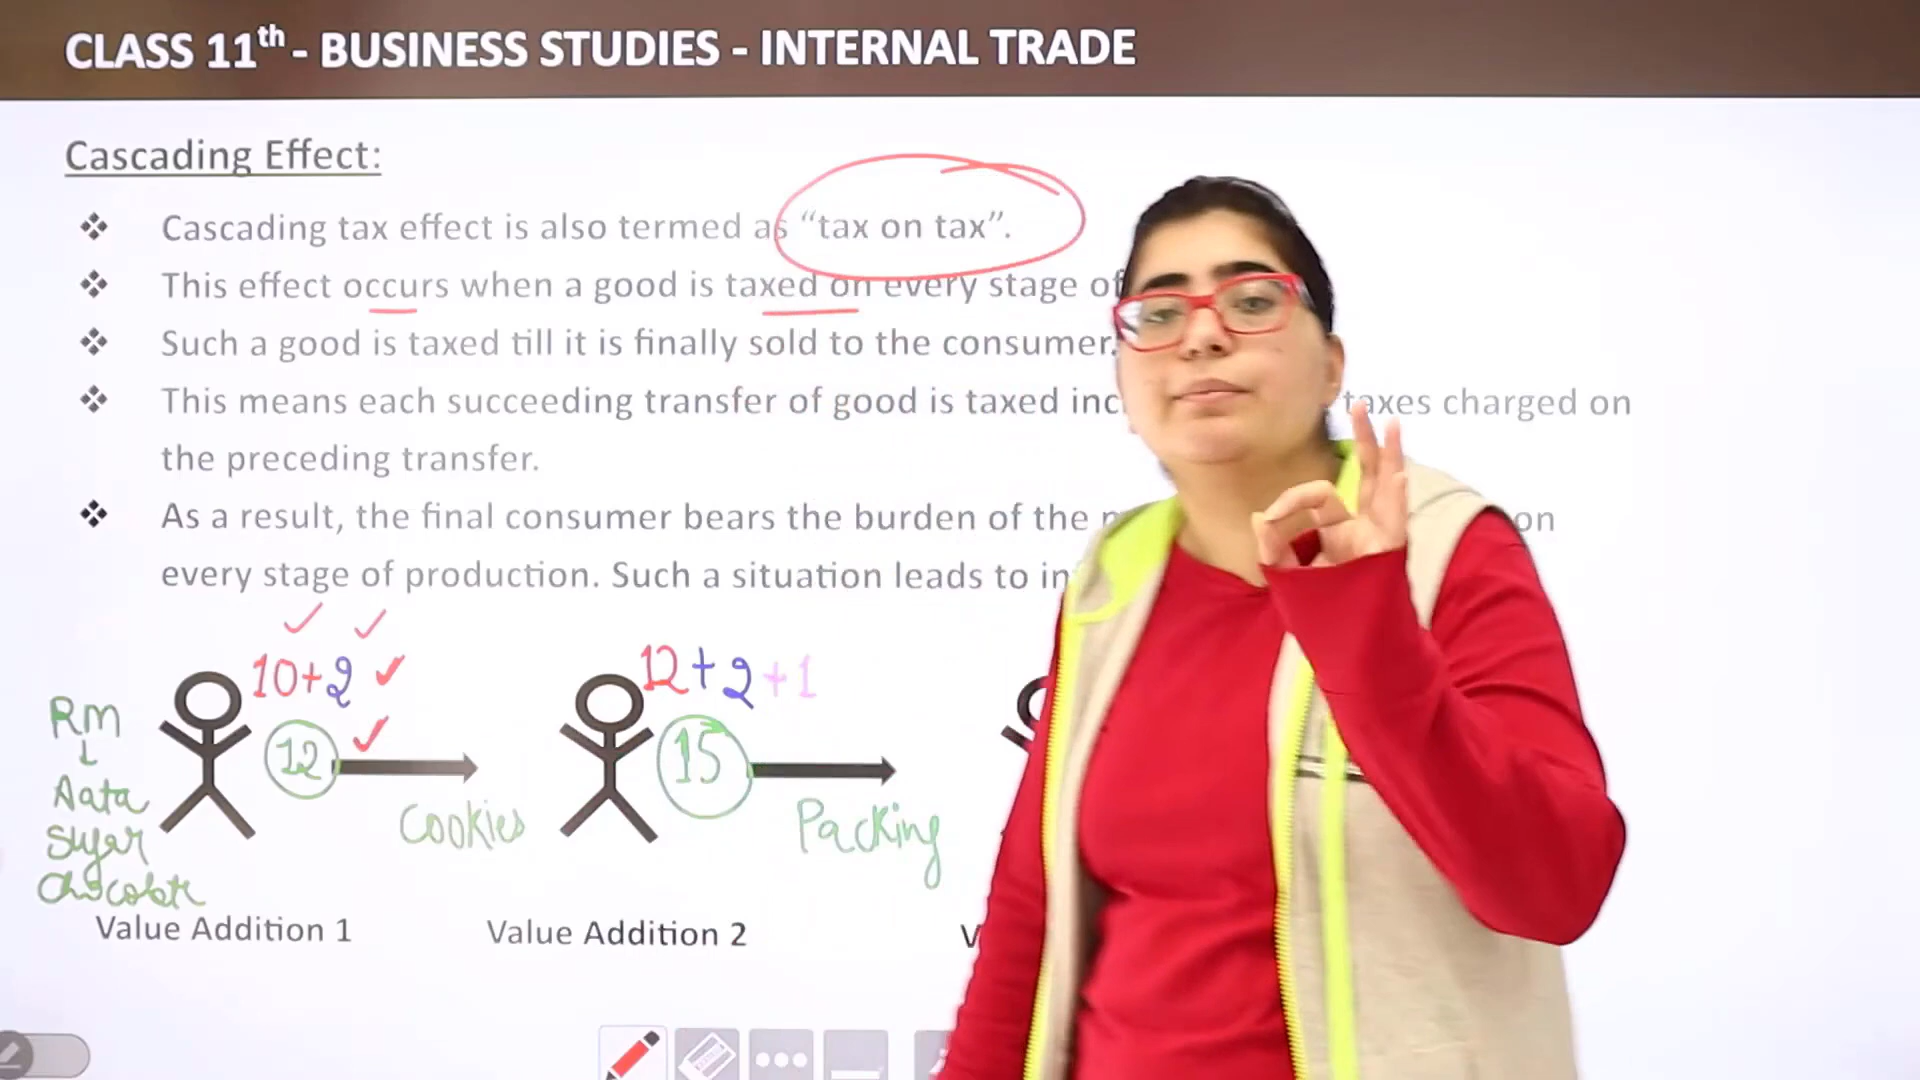 CLASS 11th - BUSINESS STUDIES - INTERNAL TRADE
Cascading Effect:
❖ Cascading tax effect is also termed as “tax on tax”.
❖ This effect occurs when a good is taxed on every stage of
❖ Such a good is taxed till it is finally sold to the consumer.
❖ This means each succeeding transfer of good is taxed taxes charged on
the preceding transfer.
❖ As a result, the final consumer bears the burden of the on
every stage of production. Such a situation leads to
10+2
12+2+1
RM
12
15
Aata
Cookies
Packing
Sugar
Chocolate
Value Addition 1
Value Addition 2